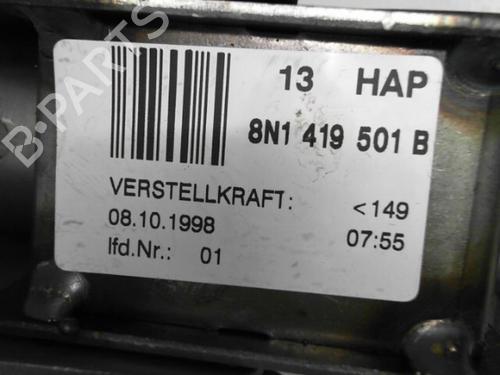 13 HAP
8N1 419 501 B
VERSTELLKRAFT: <149
08.10.1998 07:55
lfd.Nr.: 01
B-PARTS